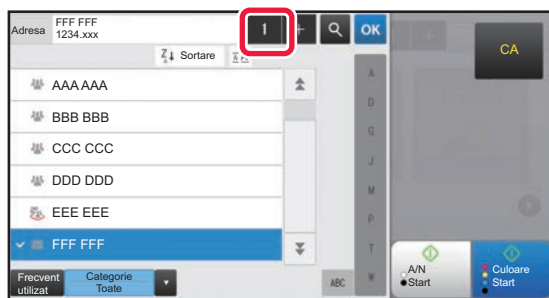 Adresa
FFF FFF
1234.xxx
1
+
OK
CA
Z↓A Sortare
AAA AAA
BBB BBB
CCC CCC
DDD DDD
EEE EEE
FFF FFF
A
D
G
J
M
P
T
W
ABC
Frecvent
utilizat
Categorie
Toate
A/N
Start
Culoare
Start